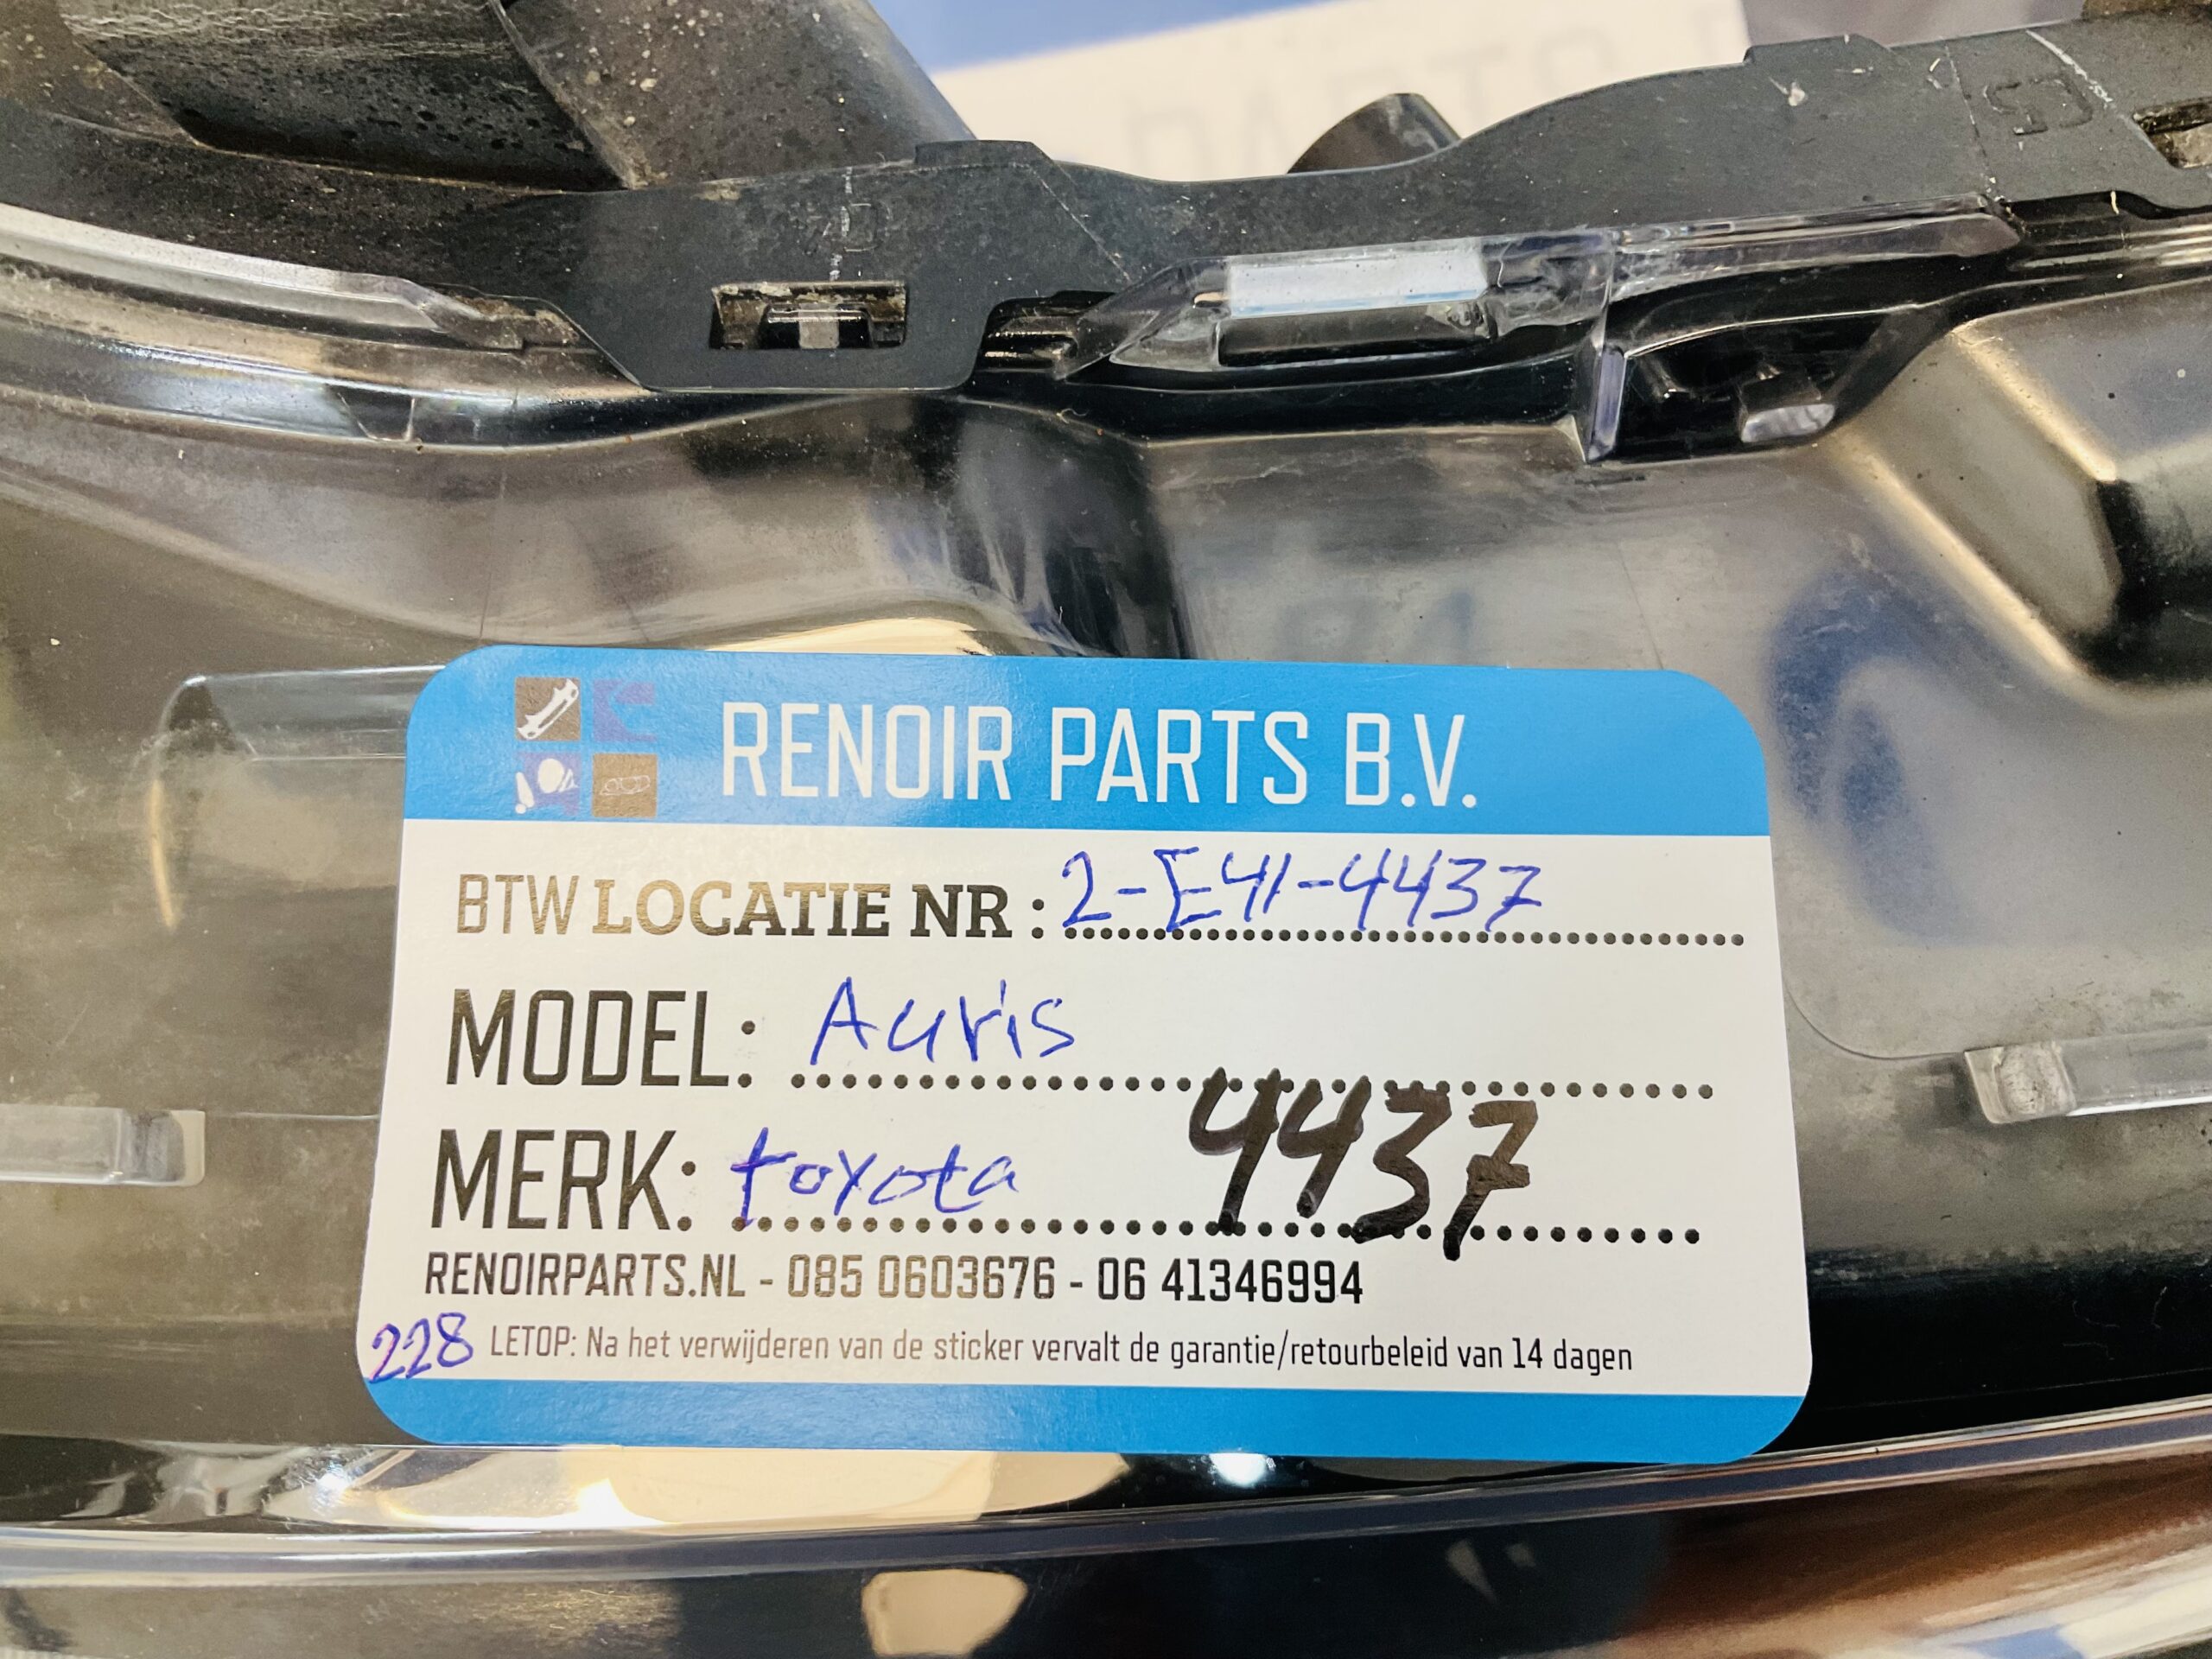 RENOIR PARTS B.V.
BTW LOCATIE NR : 2-E41-4437
MODEL: Auris
MERK: toyota 4437
RENOIRPARTS.NL - 085 0603676 - 06 41346994
228 LETOP: Na het verwijderen van de sticker vervalt de garantie/retourbeleid van 14 dagen